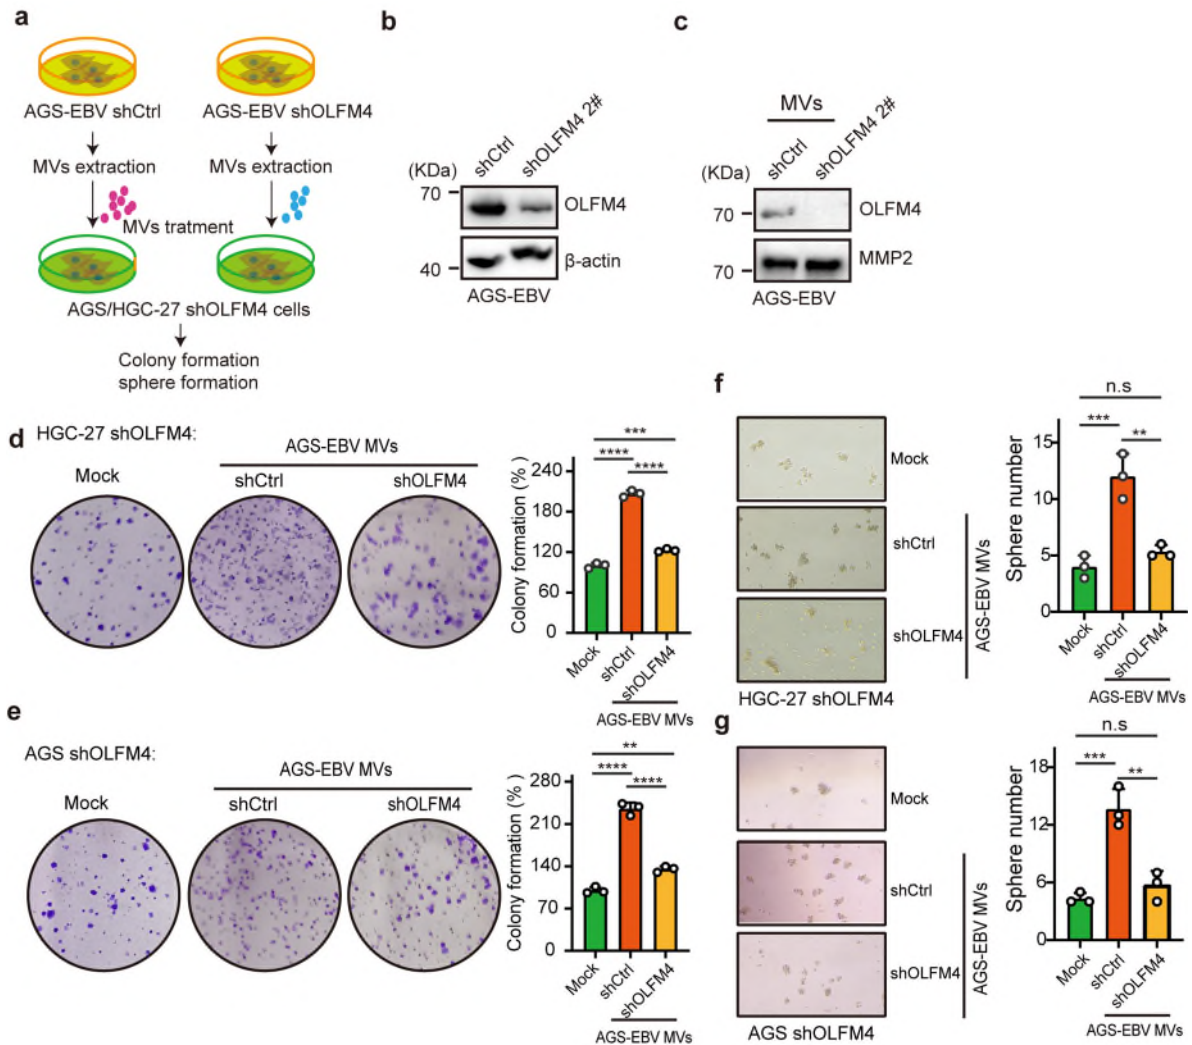 a
AGS-EBV shCtrl
AGS-EBV shOLFM4
MVs extraction
MVs extraction
MVs tratment
AGS/HGC-27 shOLFM4 cells
Colony formation
sphere formation
b
shCtrl
shOLFM4 2#
(KDa)
70
OLFM4
40
β-actin
AGS-EBV
c
MVs
shCtrl
shOLFM4 2#
(KDa)
70
OLFM4
70
MMP2
AGS-EBV
d
HGC-27 shOLFM4:
AGS-EBV MVs
Mock
shCtrl
shOLFM4
Colony formation (%)
240
180
120
60
0
***
****
****
Mock
shCtrl
shOLFM4
AGS-EBV MVs
e
AGS shOLFM4:
AGS-EBV MVs
Mock
shCtrl
shOLFM4
Colony formation (%)
280
210
140
70
0
**
****
****
Mock
shCtrl
shOLFM4
AGS-EBV MVs
f
Mock
shCtrl
shOLFM4
AGS-EBV MVs
HGC-27 shOLFM4
Sphere number
15
10
5
0
n.s
***
**
Mock
shCtrl
shOLFM4
AGS-EBV MVs
g
Mock
shCtrl
shOLFM4
AGS-EBV MVs
AGS shOLFM4
Sphere number
18
12
6
0
n.s
***
**
Mock
shCtrl
shOLFM4
AGS-EBV MVs